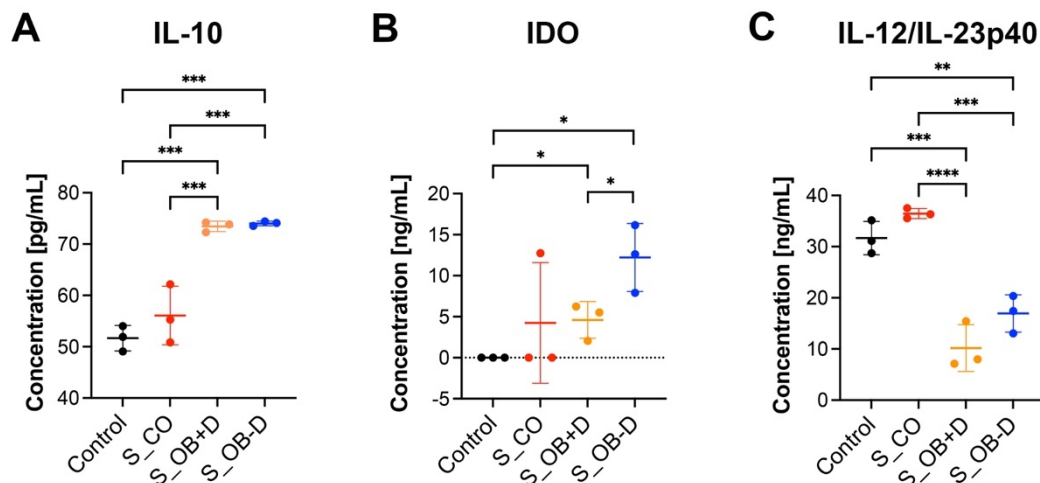 A
IL-10
***
***
***
***
Concentration [pg/mL]
80
70
60
50
40
Control
S_CO
S_OB+D
S_OB-D
B
IDO
*
*
*
Concentration [ng/mL]
20
15
10
5
0
-5
Control
S_CO
S_OB+D
S_OB-D
C
IL-12/IL-23p40
**
***
***
****
Concentration [ng/mL]
40
30
20
10
0
Control
S_CO
S_OB+D
S_OB-D